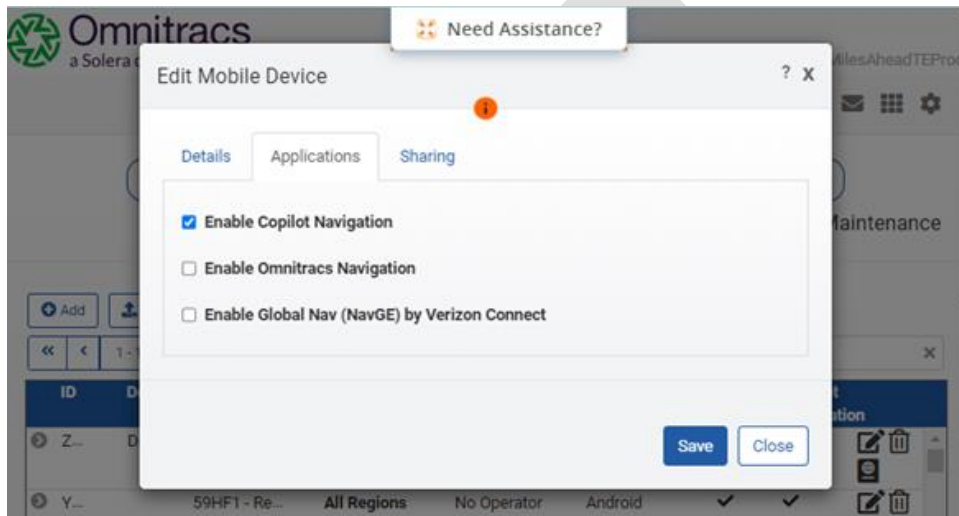 Omnitracs
Need Assistance?
a Solera
MilesAheadTEPro
Edit Mobile Device
? X
Details Applications Sharing
Enable Copilot Navigation
Maintenance
Enable Omnitracs Navigation
Add
Enable Global Nav (NavGE) by Verizon Connect
ID
Save Close
Z...
Y... 59HF1 - Re... All Regions No Operator Android